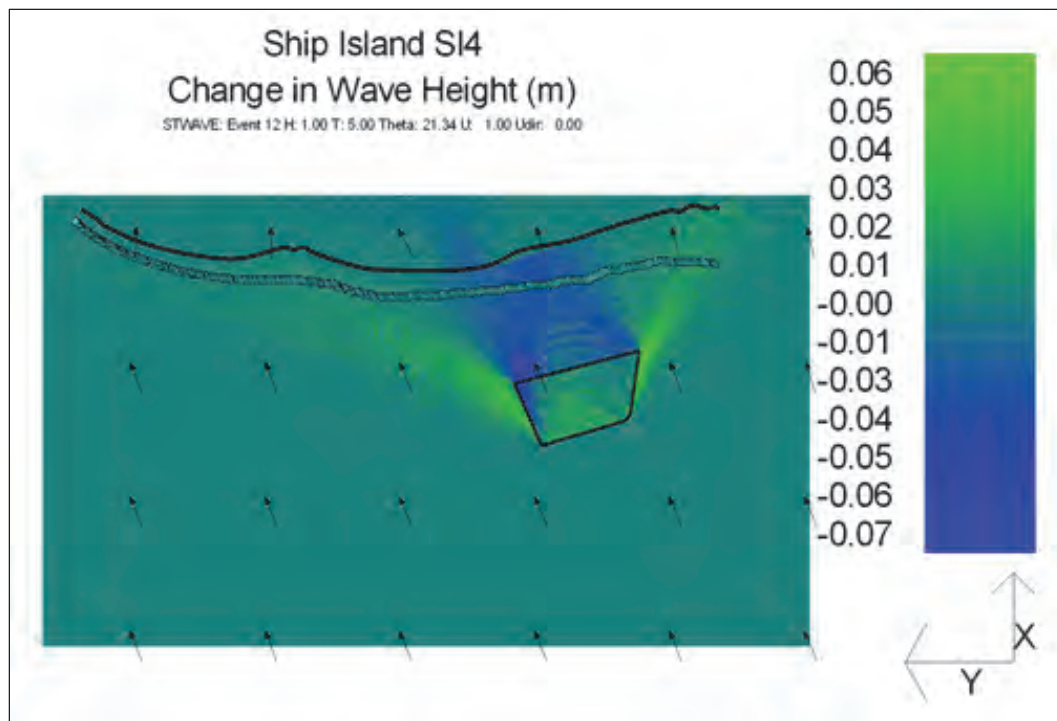 Ship Island SI4
Change in Wave Height (m)
STWAVE: Event 12 H: 1.00 T: 5.00 Theta: 21.34 U: 1.00 Udir: 0.00
0.06
0.05
0.04
0.03
0.02
0.01
-0.00
-0.01
-0.03
-0.04
-0.05
-0.06
-0.07
X
Y